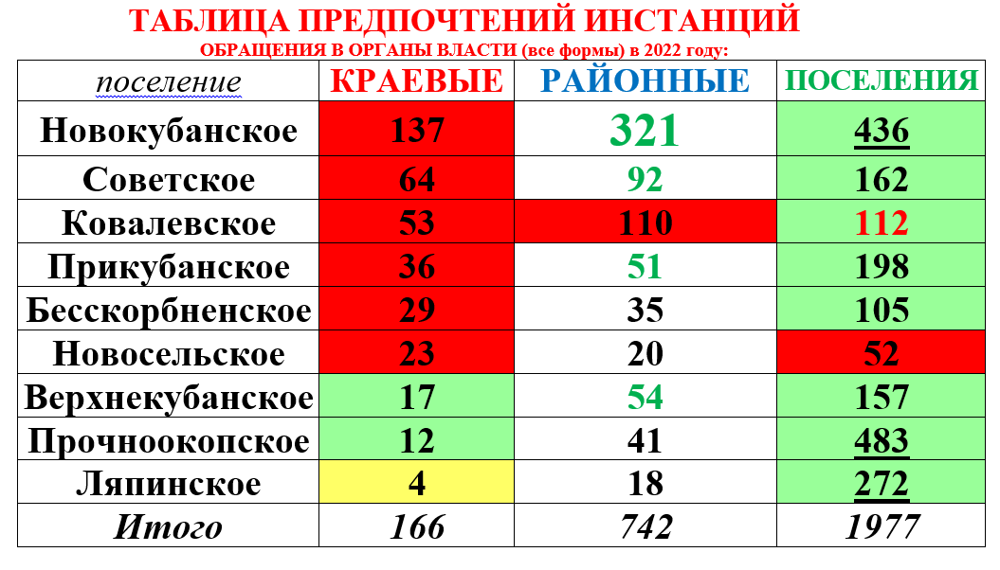 ТАБЛИЦА ПРЕДПОЧТЕНИЙ ИНСТАНЦИЙ
ОБРАЩЕНИЯ В ОРГАНЫ ВЛАСТИ (все формы) в 2022 году:
поселение КРАЕВЫЕ РАЙОННЫЕ ПОСЕЛЕНИЯ
Новокубанское 137 321 436
Советское 64 92 162
Ковалевское 53 110 112
Прикубанское 36 51 198
Бесскорбненское 29 35 105
Новосельское 23 20 52
Верхнекубанское 17 54 157
Прочноокопское 12 41 483
Ляпинское 4 18 272
Итого 166 742 1977